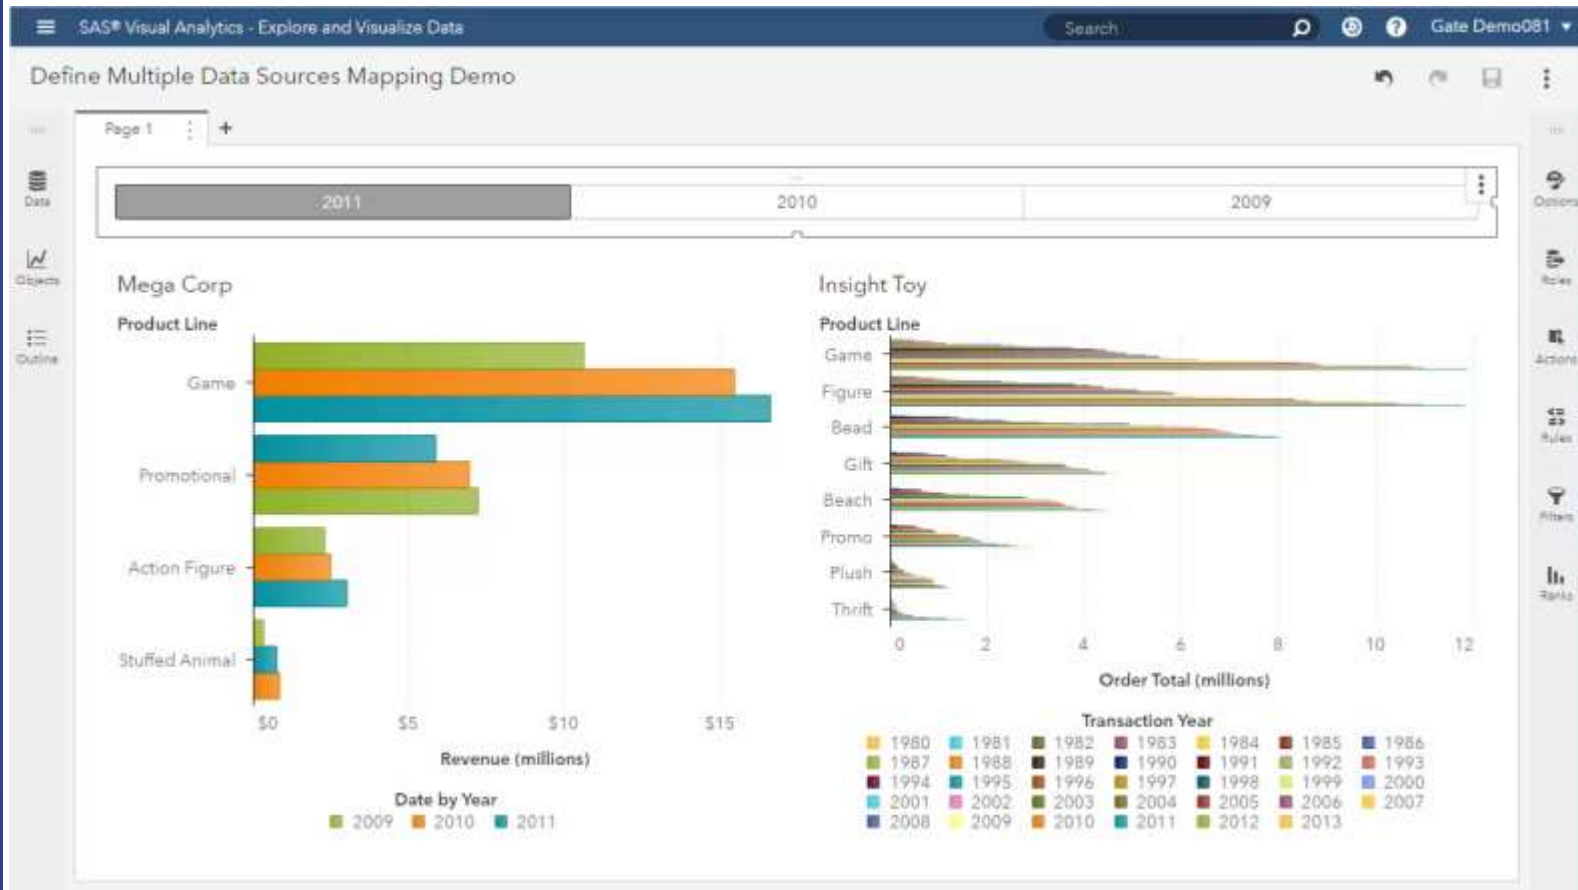 SAS® Visual Analytics - Explore and Visualize Data
Search
Gate Demo081
Define Multiple Data Sources Mapping Demo
Page 1
Data
Objects
Outline
2011 2010 2009
Options
Roles
Actions
Rules
Filters
Ranks
Mega Corp
Product Line
Game
Promotional
Action Figure
Stuffed Animal
$0 $5 $10 $15
Revenue (millions)
Date by Year
2009 2010 2011
Insight Toy
Product Line
Game
Figure
Bead
Gift
Beach
Promo
Plush
Thrift
0 2 4 6 8 10 12
Order Total (millions)
Transaction Year
1980 1981 1982 1983 1984 1985 1986
1987 1988 1989 1990 1991 1992 1993
1994 1995 1996 1997 1998 1999 2000
2001 2002 2003 2004 2005 2006 2007
2008 2009 2010 2011 2012 2013